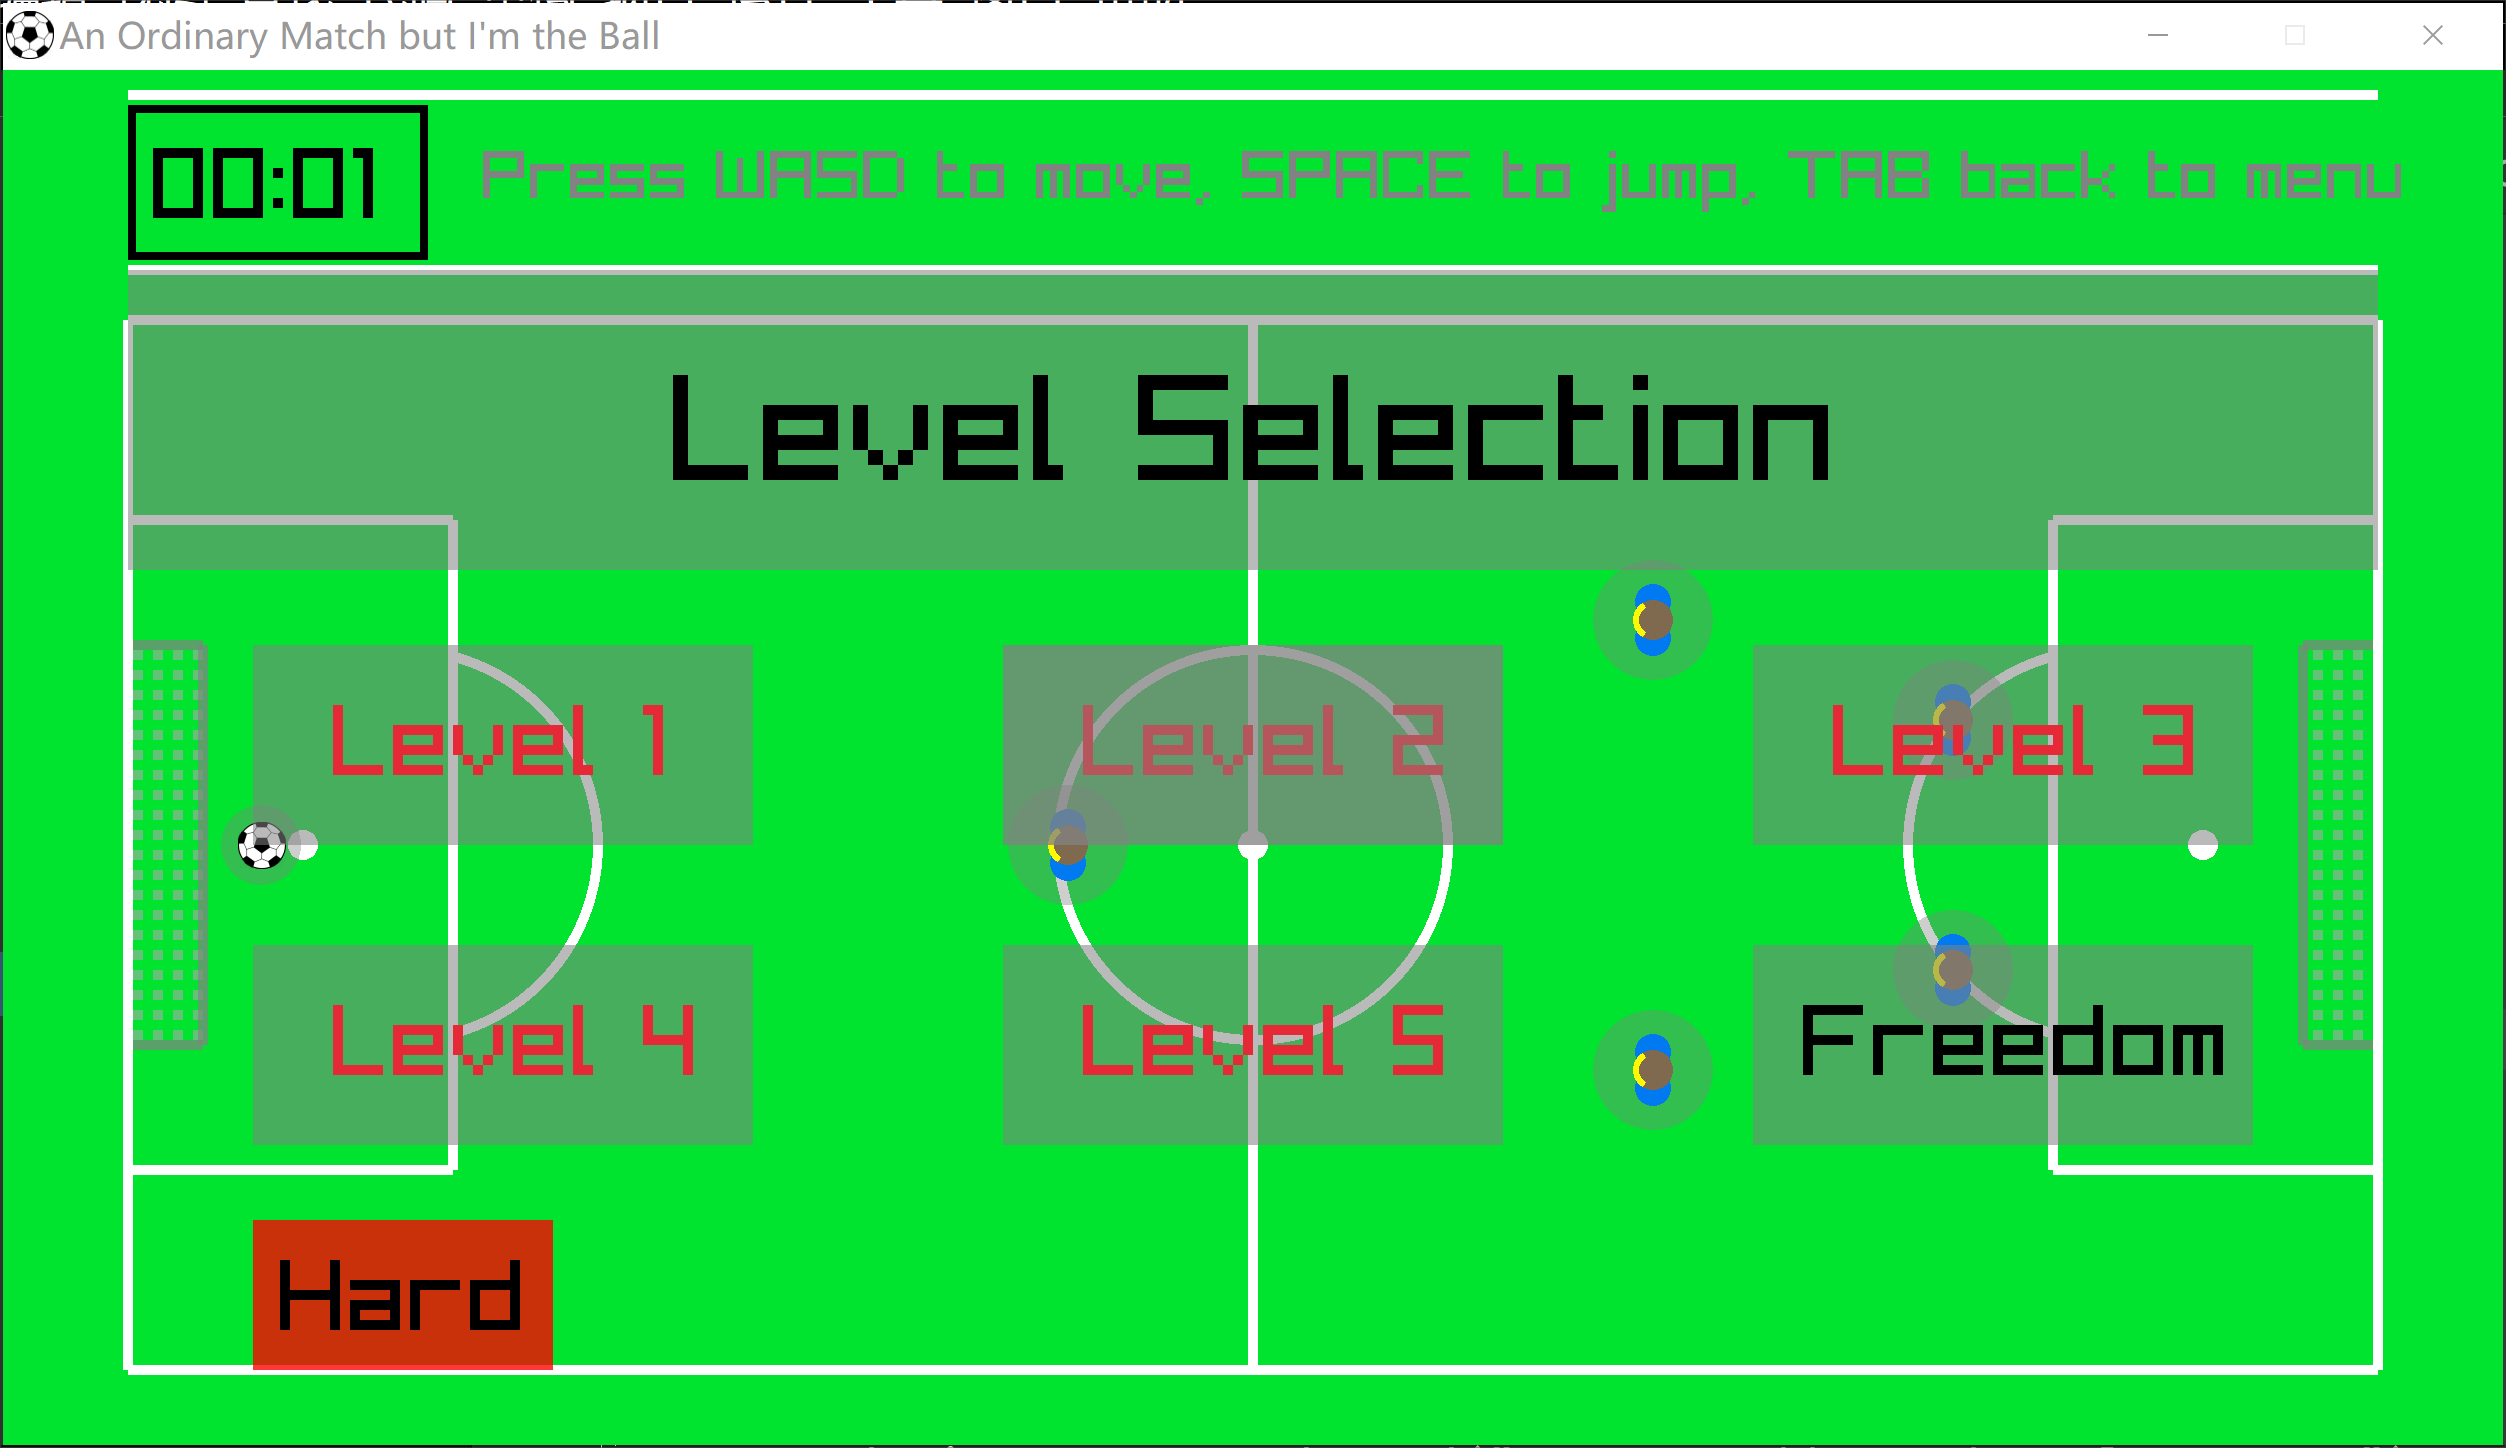 An Ordinary Match but I'm the Ball
00:01 Press WASD to move, SPACE to jump, TAB back to menu
Level Selection
Level 1 Level 2 Level 3
Level 4 Level 5 Freedom
Hard